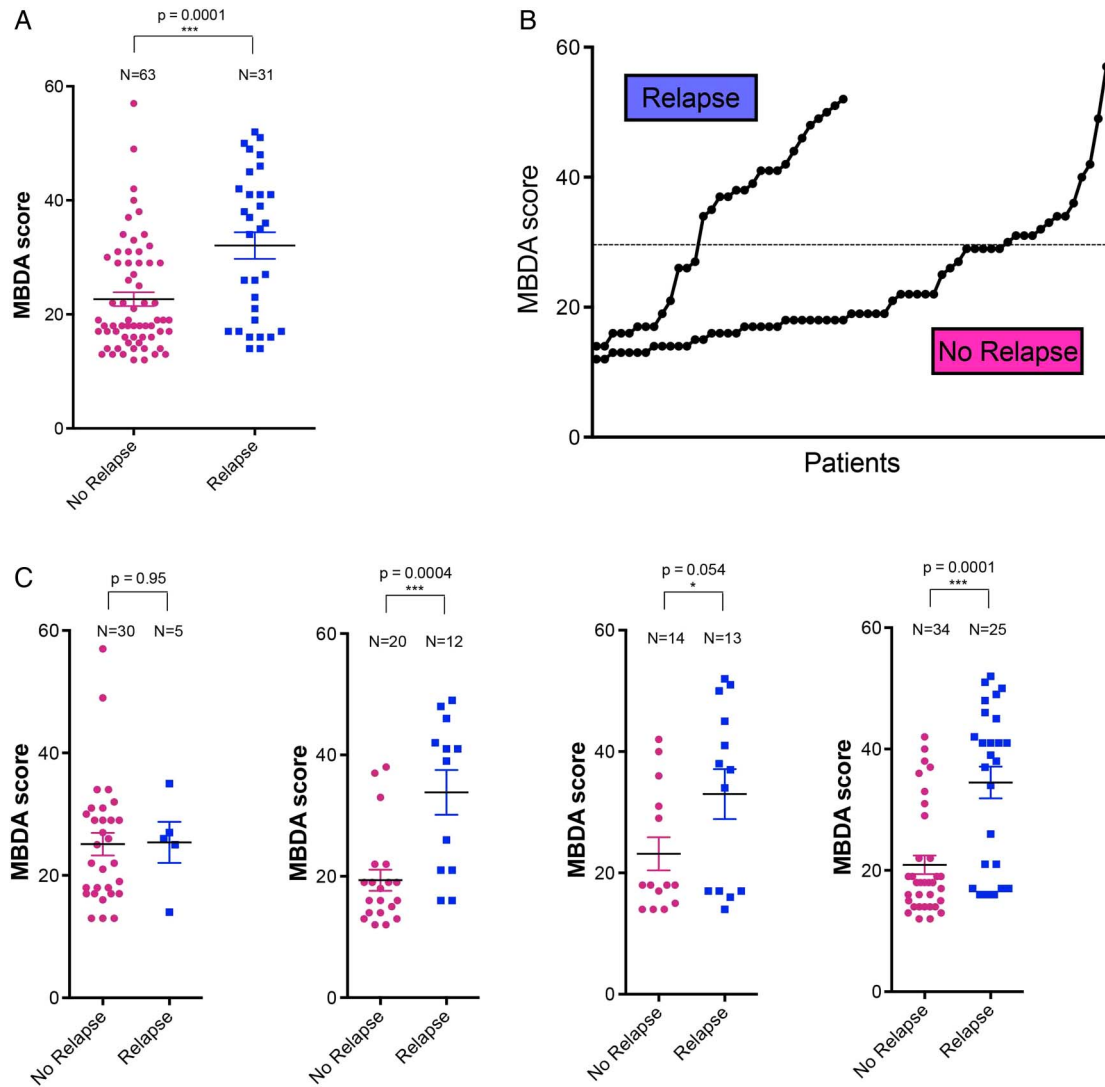 A
p = 0.0001
***
N=63
N=31
60
40
20
0
MBDA score
No Relapse
Relapse
B
60
40
20
0
MBDA score
Relapse
No Relapse
Patients
C
p = 0.95
N=30
N=5
60
40
20
0
MBDA score
No Relapse
Relapse
p = 0.0004
***
N=20
N=12
60
40
20
0
MBDA score
No Relapse
Relapse
p = 0.054
*
N=14
N=13
60
40
20
0
MBDA score
No Relapse
Relapse
p = 0.0001
***
N=34
N=25
60
40
20
0
MBDA score
No Relapse
Relapse